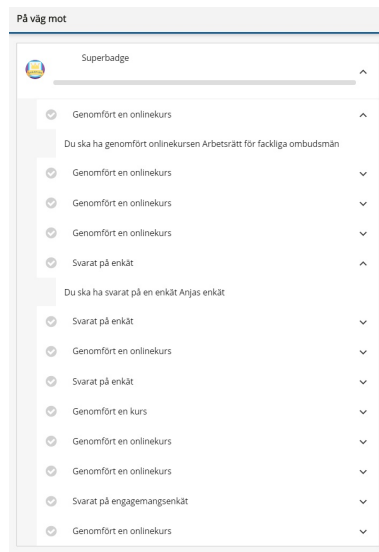 På väg mot
Superbadge
Genomfört en onlinekurs
Du ska ha genomfört onlinekursen Arbetsrätt för fackliga ombudsmän
Genomfört en onlinekurs
Genomfört en onlinekurs
Genomfört en onlinekurs
Svarat på enkät
Du ska ha svarat på en enkät Anjas enkät
Svarat på enkät
Genomfört en onlinekurs
Svarat på enkät
Genomfört en kurs
Genomfört en onlinekurs
Genomfört en onlinekurs
Svarat på engagemangsenkät
Genomfört en onlinekurs